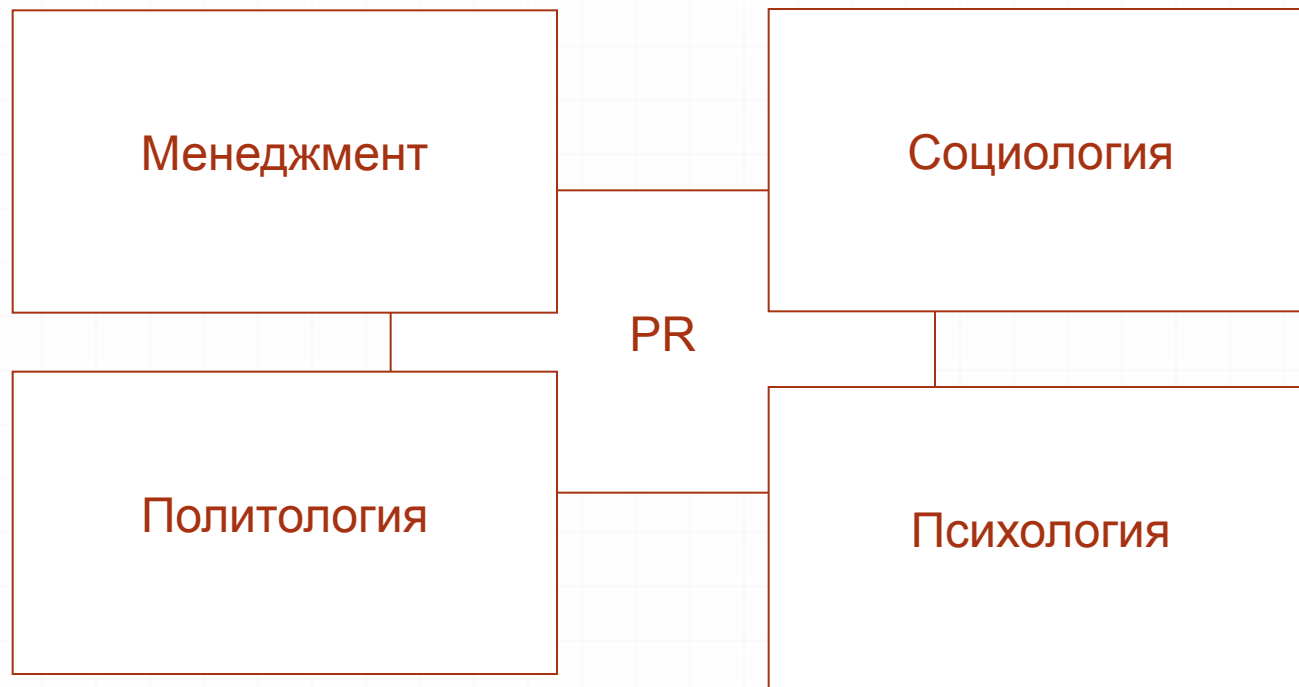 Менеджмент
Социология
PR
Политология
Психология